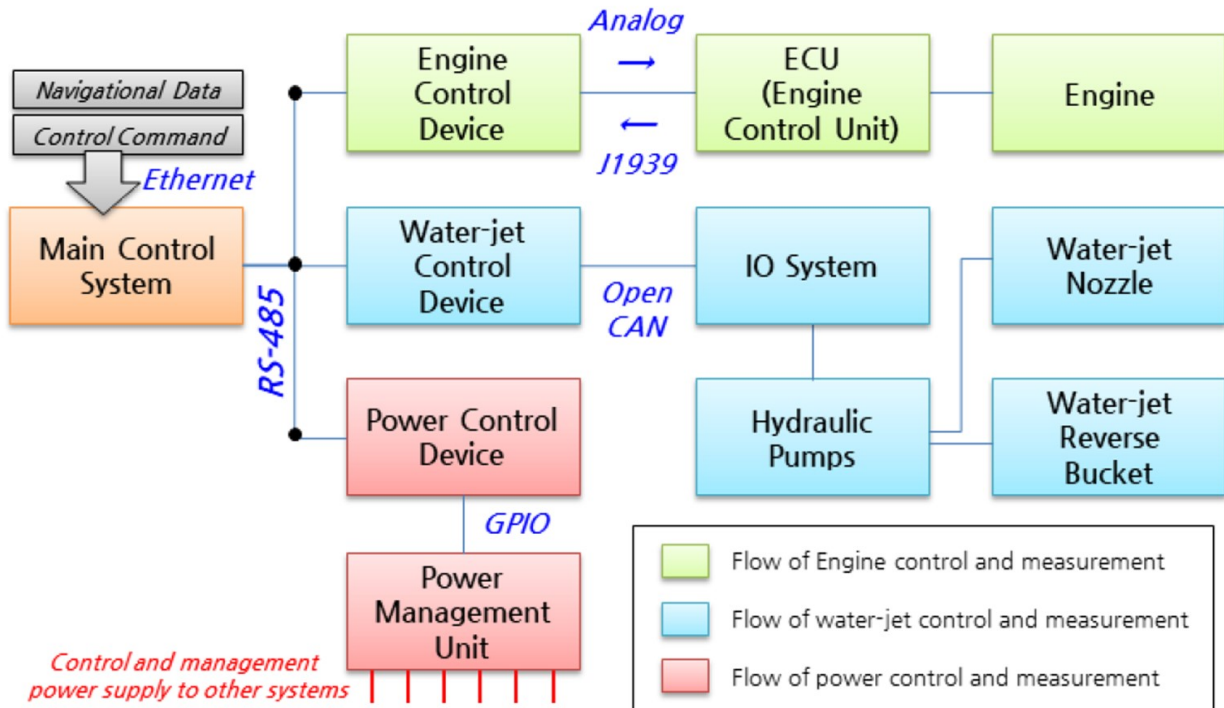 Navigational Data
Control Command
Ethernet
Main Control
System
RS-485
Engine
Control
Device
Analog
→
←
J1939
ECU
(Engine
Control Unit)
Engine
Water-jet
Control
Device
Open
CAN
IO System
Water-jet
Nozzle
Power Control
Device
Hydraulic
Pumps
Water-jet
Reverse
Bucket
GPIO
Power
Management
Unit
Control and management
power supply to other systems
Flow of Engine control and measurement
Flow of water-jet control and measurement
Flow of power control and measurement